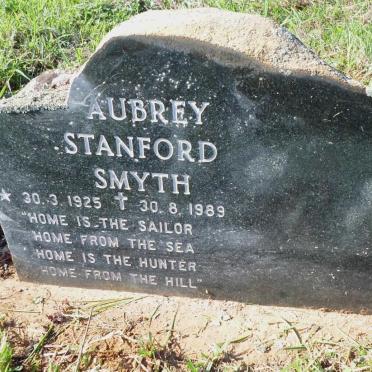 AUBREY
STANFORD
SMYTH
★ 30.3.1925 ✝ 30.8.1989
"HOME IS THE SAILOR
HOME FROM THE SEA
HOME IS THE HUNTER
HOME FROM THE HILL"